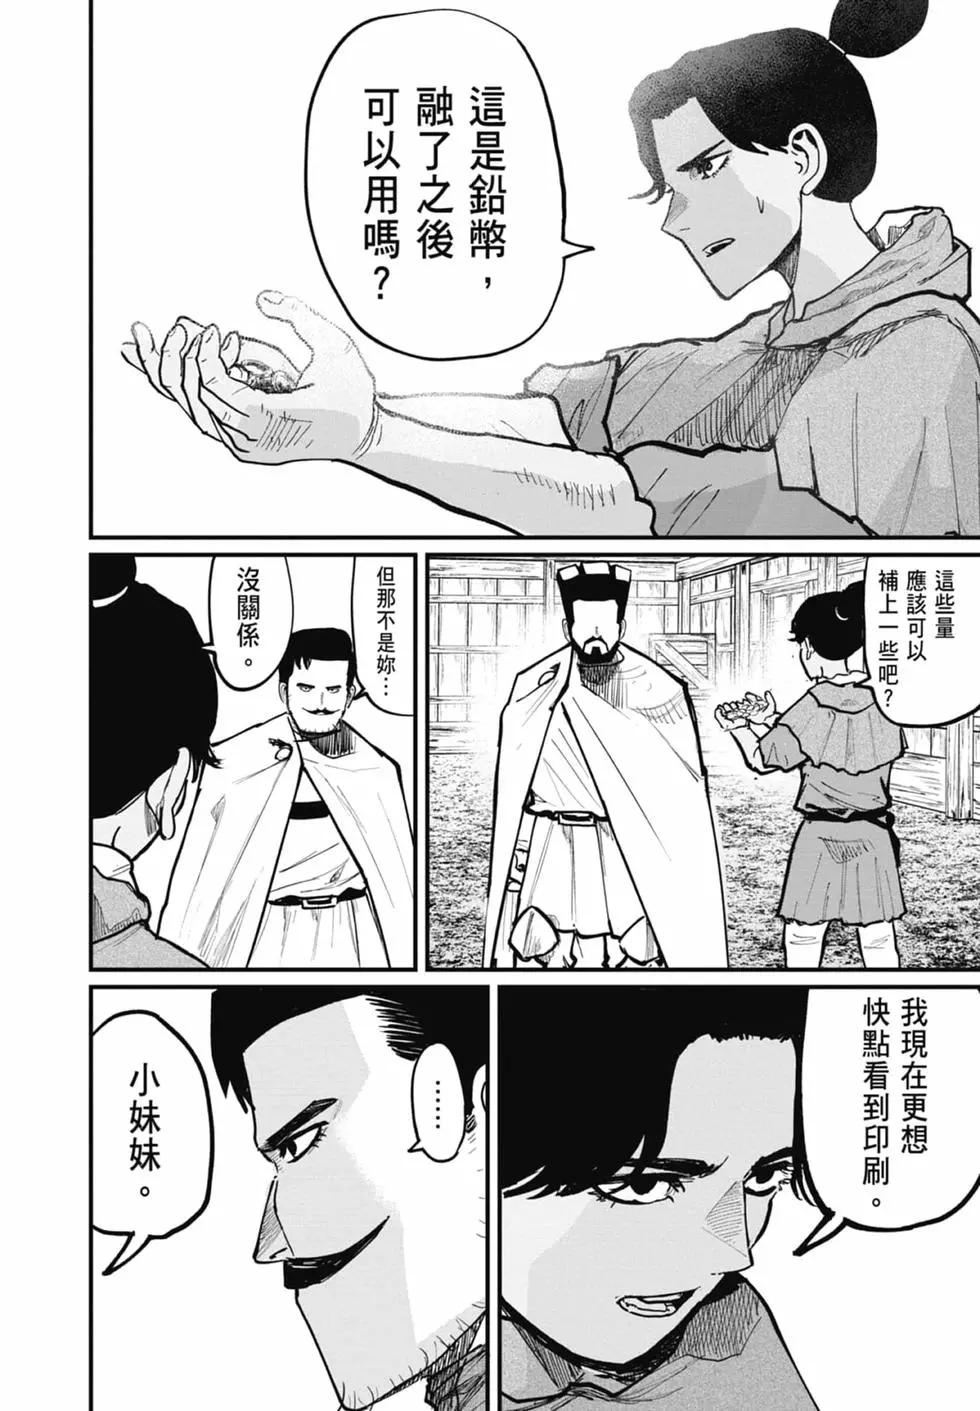 這是鉛幣，
融了之後
可以用嗎？
這些量
應該可以
補上一些吧？
但那不是妳…
沒關係。
我現在更想
快點看到印刷。
……
小妹妹。